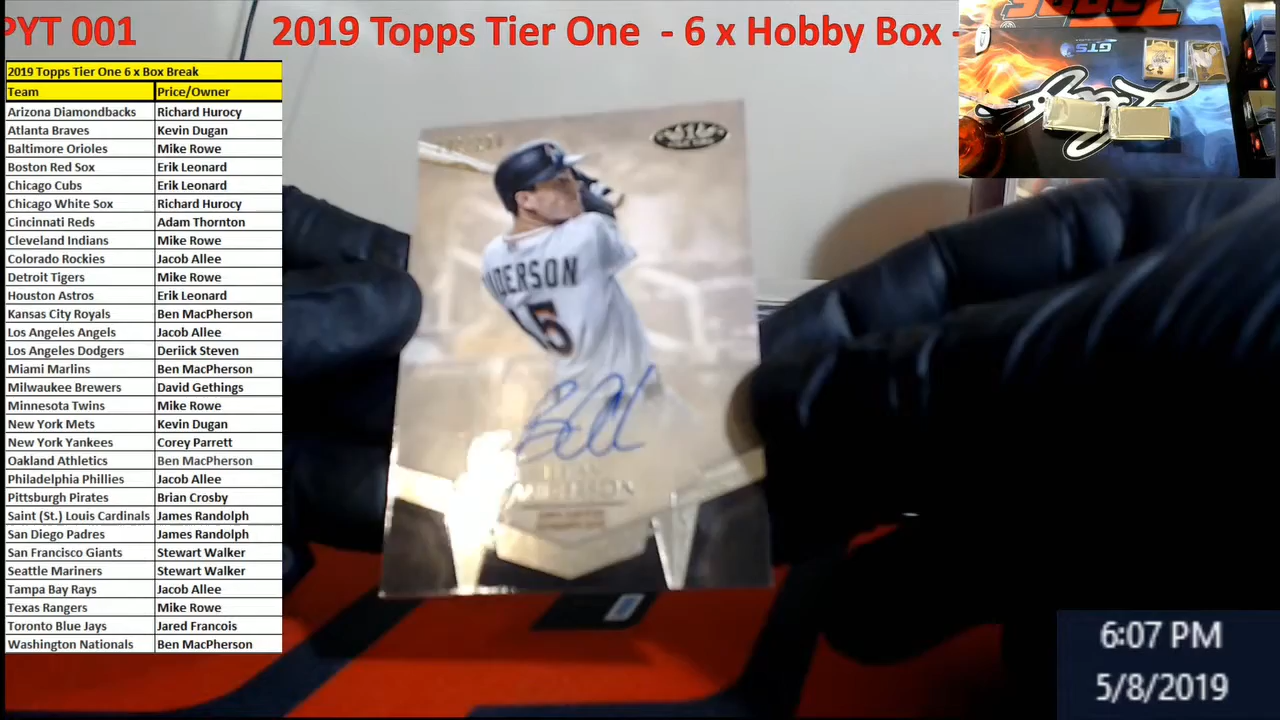 PYT 001
2019 Topps Tier One - 6 x Hobby Box -
2019 Topps Tier One 6 x Box Break
Team Price/Owner
Arizona Diamondbacks Richard Hurocy
Atlanta Braves Kevin Dugan
Baltimore Orioles Mike Rowe
Boston Red Sox Erik Leonard
Chicago Cubs Erik Leonard
Chicago White Sox Richard Hurocy
Cincinnati Reds Adam Thornton
Cleveland Indians Mike Rowe
Colorado Rockies Jacob Allee
Detroit Tigers Mike Rowe
Houston Astros Erik Leonard
Kansas City Royals Ben MacPherson
Los Angeles Angels Jacob Allee
Los Angeles Dodgers Deriick Steven
Miami Marlins Ben MacPherson
Milwaukee Brewers David Gethings
Minnesota Twins Mike Rowe
New York Mets Kevin Dugan
New York Yankees Corey Parrett
Oakland Athletics Ben MacPherson
Philadelphia Phillies Jacob Allee
Pittsburgh Pirates Brian Crosby
Saint (St.) Louis Cardinals James Randolph
San Diego Padres James Randolph
San Francisco Giants Stewart Walker
Seattle Mariners Stewart Walker
Tampa Bay Rays Jacob Allee
Texas Rangers Mike Rowe
Toronto Blue Jays Jared Francois
Washington Nationals Ben MacPherson
DERSON
15
GTS
6:07 PM
5/8/2019